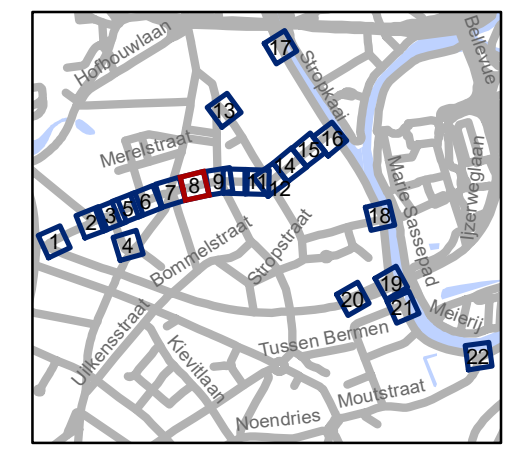 Hofbouwlaan
Bellevue
17
Stropkaai
13
Merelstraat
16
15
14
Ijzerweglaan
Marie Sassepad
11
12
9
8
7
6
5
3
2
1
4
18
Bommelstraat
Stropstraat
19
20
21
Meierij
Uilkensstraat
Kievitlaan
Tussen Bermen
22
Moutstraat
Noendries